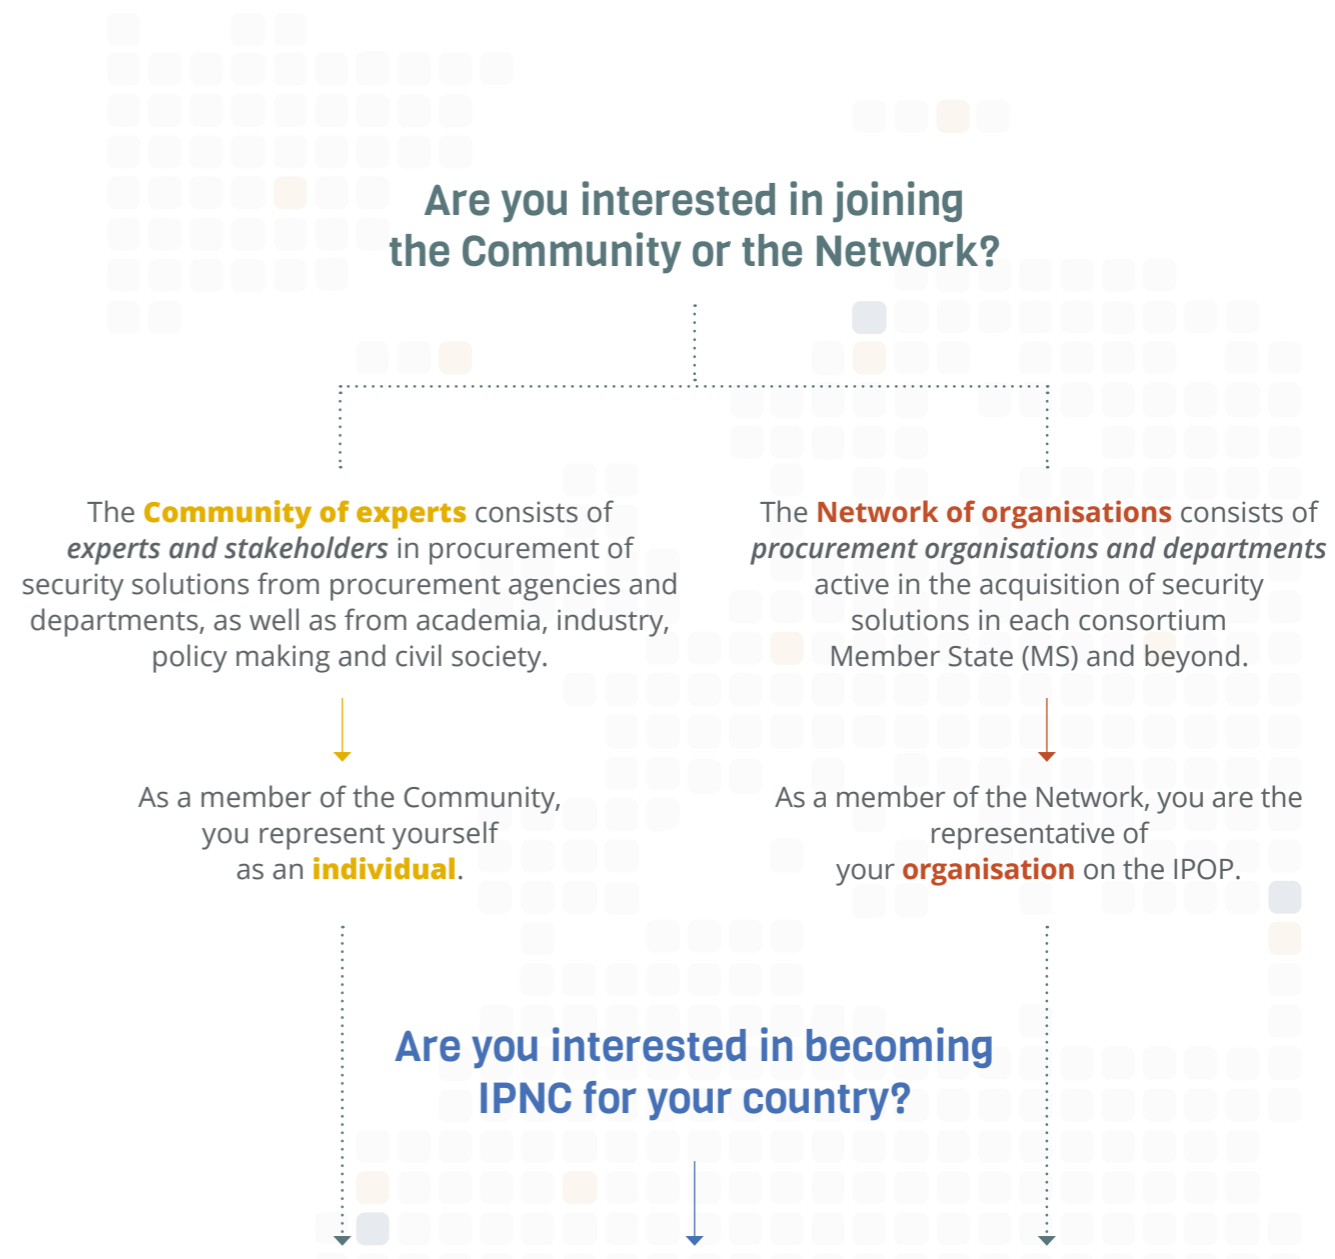 Are you interested in joining
the Community or the Network?
The Community of experts consists of
experts and stakeholders in procurement of
security solutions from procurement agencies and
departments, as well as from academia, industry,
policy making and civil society.
As a member of the Community,
you represent yourself
as an individual.
The Network of organisations consists of
procurement organisations and departments
active in the acquisition of security
solutions in each consortium
Member State (MS) and beyond.
As a member of the Network, you are the
representative of
your organisation on the IPOP.
Are you interested in becoming
IPNC for your country?